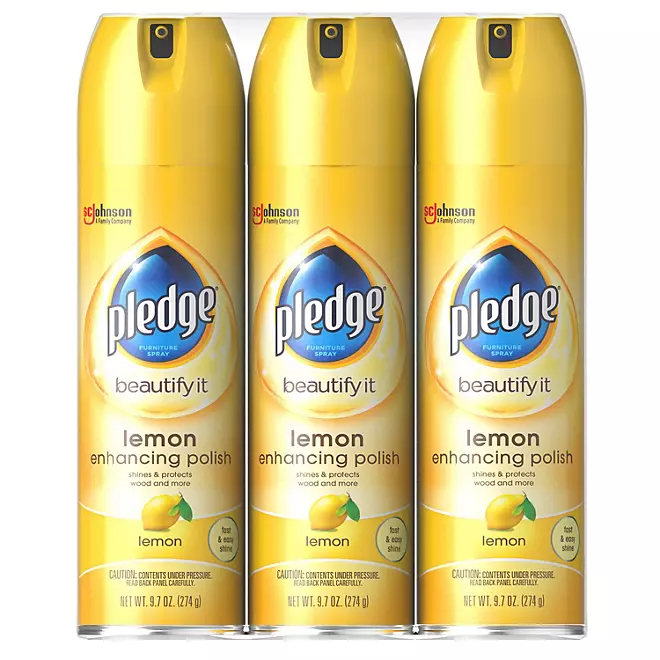 SC Johnson
A Family Company
pledge®
FURNITURE
SPRAY
beautify it
lemon
enhancing polish
shines & protects
wood and more
lemon
fast
& easy
shine
CAUTION: CONTENTS UNDER PRESSURE.
READ BACK PANEL CAREFULLY.
NET WT. 9.7 OZ. (274 g)
SC Johnson
A Family Company
pledge®
FURNITURE
SPRAY
beautify it
lemon
enhancing polish
shines & protects
wood and more
lemon
fast
& easy
shine
CAUTION: CONTENTS UNDER PRESSURE.
READ BACK PANEL CAREFULLY.
NET WT. 9.7 OZ. (274 g)
SC Johnson
A Family Company
pledge®
FURNITURE
SPRAY
beautify it
lemon
enhancing polish
shines & protects
wood and more
lemon
fast
& easy
shine
CAUTION: CONTENTS UNDER PRESSURE.
READ BACK PANEL CAREFULLY.
NET WT. 9.7 OZ. (274 g)